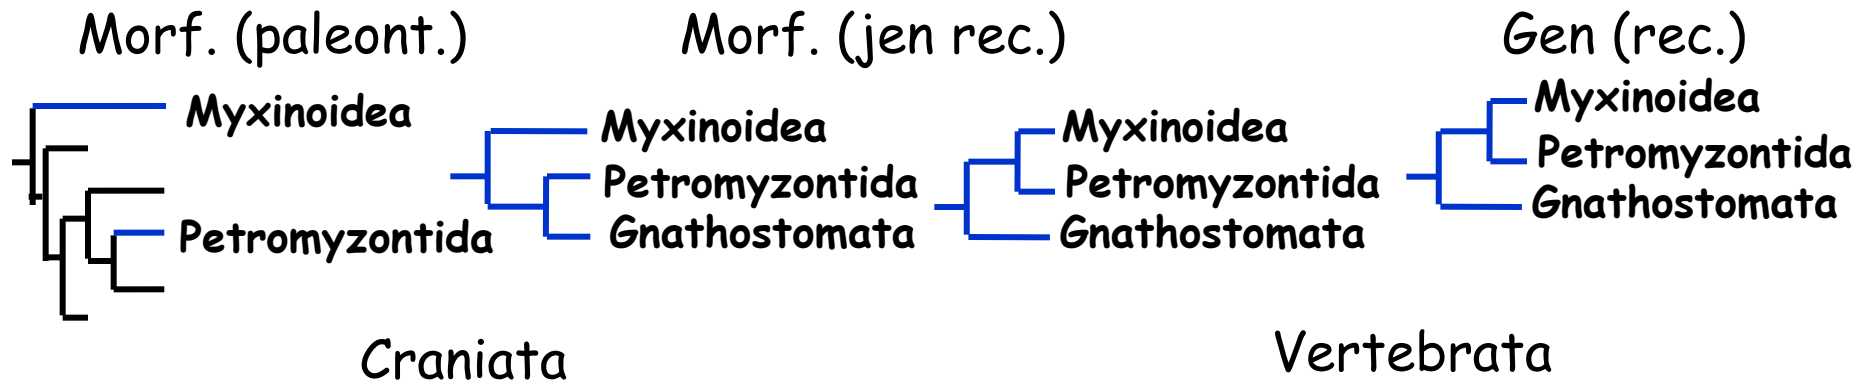 Morf. (paleont.)
Morf. (jen rec.)
Gen (rec.)
Myxinoidea
Petromyzontida
Myxinoidea
Petromyzontida
Gnathostomata
Myxinoidea
Petromyzontida
Gnathostomata
Myxinoidea
Petromyzontida
Gnathostomata
Craniata
Vertebrata